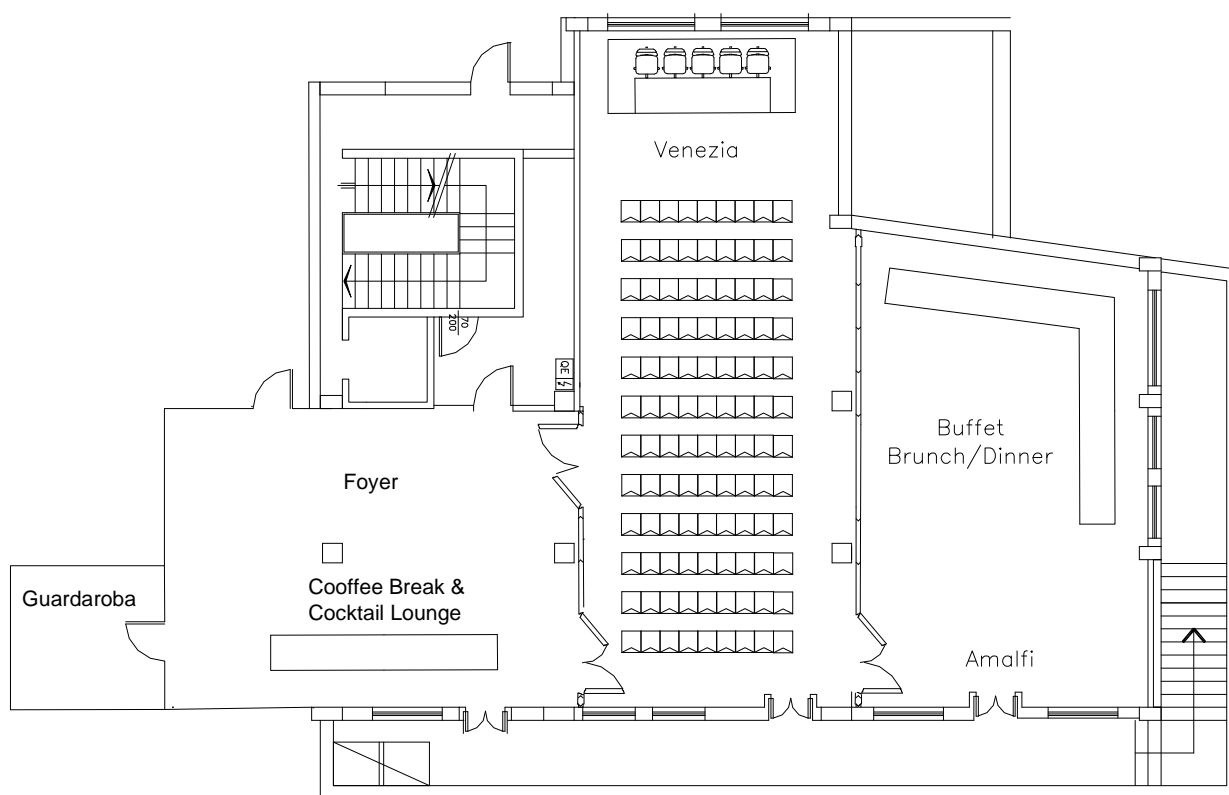 Venezia
70
200
QE
Buffet
Brunch/Dinner
Foyer
Guardaroba
Cooffee Break &
Cocktail Lounge
Amalfi